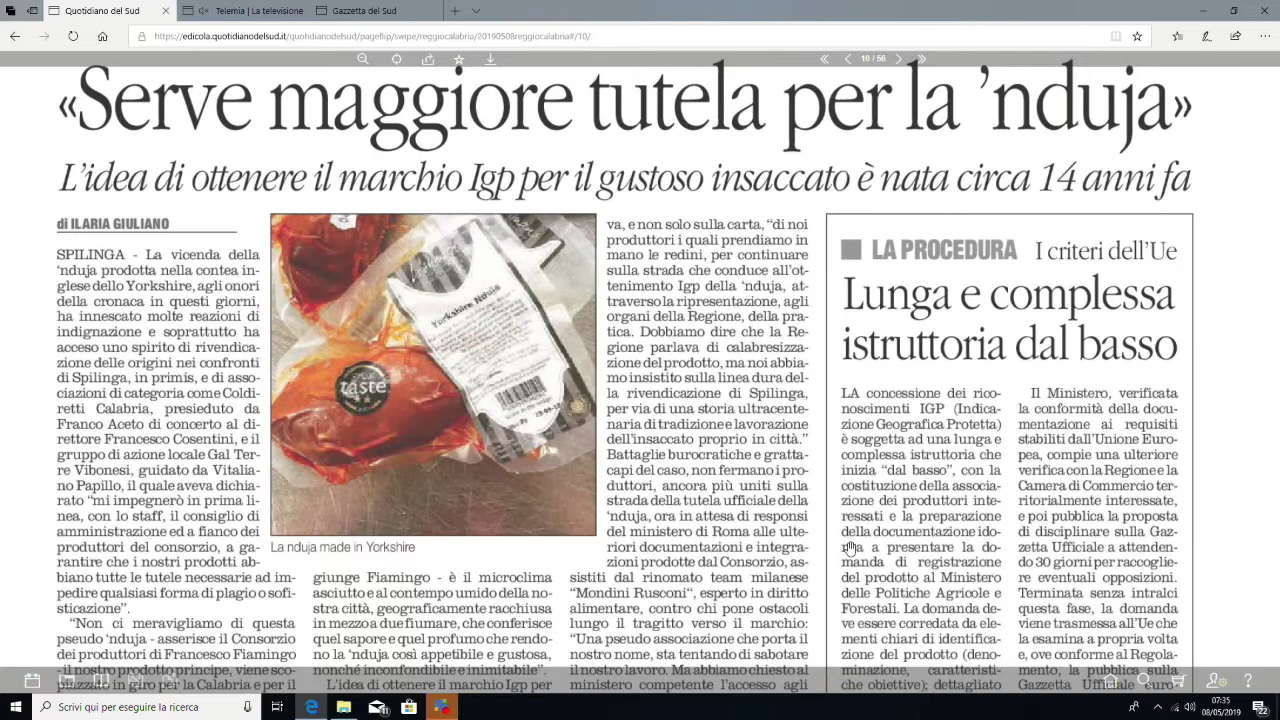 Quotidiano del Sud
Telemia | La televisione
Gazzetta del Sud
https://edicola.quotidianodelsud.it/quotidianodelsud/pageflip/swipe/reggiocalabria/20190508reggiocalabria#/10/
10 / 56
«Serve maggiore tutela per la ’nduja»
L’idea di ottenere il marchio Igp per il gustoso insaccato è nata circa 14 anni fa
di ILARIA GIULIANO
SPILINGA - La vicenda della
‘nduja prodotta nella contea in-
glese dello Yorkshire, agli onori
della cronaca in questi giorni,
ha innescato molte reazioni di
indignazione e soprattutto ha
acceso uno spirito di rivendica-
zione delle origini nei confronti
di Spilinga, in primis, e di asso-
ciazioni di categoria come Coldi-
retti Calabria, presieduto da
Franco Aceto di concerto al di-
rettore Francesco Cosentini, e il
gruppo di azione locale Gal Ter-
re Vibonesi, guidato da Vitalia-
no Papillo, il quale aveva dichia-
rato “mi impegnerò in prima li-
nea, con lo staff, il consiglio di
amministrazione ed a fianco dei
produttori del consorzio, a ga-
rantire che i nostri prodotti ab-
biano tutte le tutele necessarie ad im-
pedire qualsiasi forma di plagio o sofi-
sticazione”.
“Non ci meravigliamo di questa
pseudo ‘nduja - asserisce il Consorzio
dei produttori di Francesco Fiamingo
- il nostro prodotto principe, viene sco-
piazzato in giro per la Calabria e per il
Yorkshire Nduja
taste
La nduja made in Yorkshire
giunge Fiamingo - è il microclima
asciutto e al contempo umido della no-
stra città, geograficamente racchiusa
in mezzo a due fiumare, che conferisce
quel sapore e quel profumo che rendo-
no la ‘nduja così appetibile e gustosa,
nonché inconfondibile e inimitabile”.
L’idea di ottenere il marchio Igp per
va, e non solo sulla carta, “di noi
produttori i quali prendiamo in
mano le redini, per continuare
sulla strada che conduce all’ot-
tenimento Igp della ‘nduja, at-
traverso la ripresentazione, agli
organi della Regione, della pra-
tica. Dobbiamo dire che la Re-
gione parlava di calabresizza-
zione del prodotto, ma noi abbia-
mo insistito sulla linea dura del-
la rivendicazione di Spilinga,
per via di una storia ultracente-
naria di tradizione e lavorazione
dell’insaccato proprio in città.”
Battaglie burocratiche e gratta-
capi del caso, non fermano i pro-
duttori, ancora più uniti sulla
strada della tutela ufficiale della
‘nduja, ora in attesa di responsi
del ministero di Roma alle ulte-
riori documentazioni e integra-
zioni prodotte dal Consorzio, as-
sistiti dal rinomato team milanese
“Mondini Rusconi“, esperto in diritto
alimentare, contro chi pone ostacoli
lungo il tragitto verso il marchio:
“Una pseudo associazione che porta il
nostro nome, sta tentando di sabotare
il nostro lavoro. Ma abbiamo chiesto al
ministero competente l’accesso agli
LA PROCEDURA I criteri dell’Ue
Lunga e complessa
istruttoria dal basso
LA concessione dei rico-
noscimenti IGP (Indica-
zione Geografica Protetta)
è soggetta ad una lunga e
complessa istruttoria che
inizia “dal basso”, con la
costituzione della associa-
zione dei produttori inte-
ressati e la preparazione
della documentazione ido-
nea a presentare la do-
manda di registrazione
del prodotto al Ministero
delle Politiche Agricole e
Forestali. La domanda de-
ve essere corredata da ele-
menti chiari di identifica-
zione del prodotto (deno-
minazione, caratteristi-
che obiettive); dettagliato
Il Ministero, verificata
la conformità della docu-
mentazione ai requisiti
stabiliti dall’Unione Euro-
pea, compie una ulteriore
verifica con la Regione e la
Camera di Commercio ter-
ritorialmente interessate,
e poi pubblica la proposta
di disciplinare sulla Gaz-
zetta Ufficiale a attenden-
do 30 giorni per raccoglie-
re eventuali opposizioni.
Terminata senza intralci
questa fase, la domanda
viene trasmessa all’Ue che
la esamina a propria volta
e, ove conforme al Regola-
mento, la pubblica sulla
Gazzetta Ufficiale euro-
Scrivi qui per eseguire la ricerca
07:35
08/05/2019